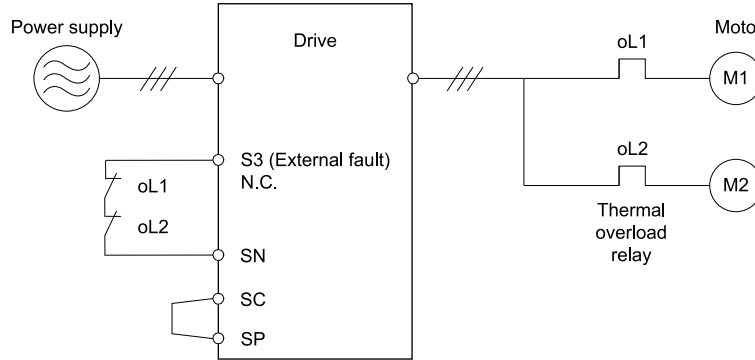 Power supply
Drive
oL1
Moto
M1
S3 (External fault)
N.C.
oL1
oL2
oL2
M2
Thermal
overload
relay
SN
SC
SP